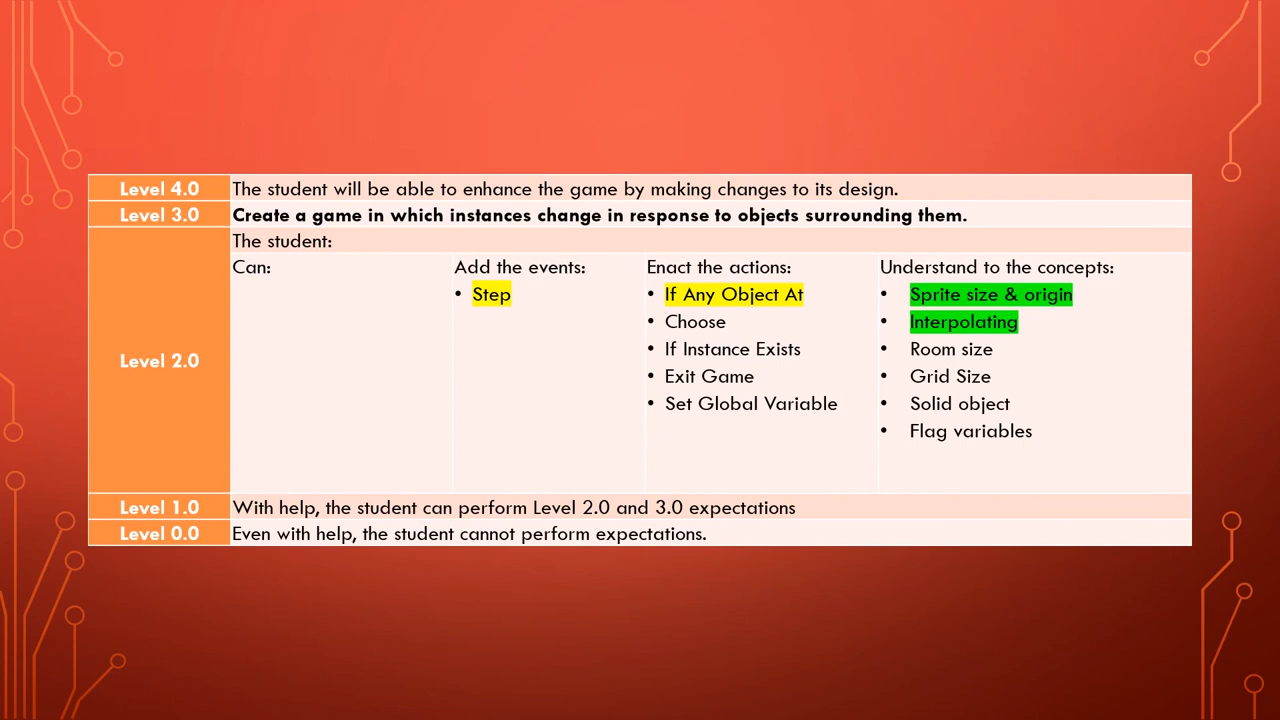 Level 4.0
The student will be able to enhance the game by making changes to its design.
Level 3.0
Create a game in which instances change in response to objects surrounding them.
Level 2.0
The student:
Can:
Add the events:
• Step
Enact the actions:
• If Any Object At
• Choose
• If Instance Exists
• Exit Game
• Set Global Variable
Understand to the concepts:
• Sprite size & origin
• Interpolating
• Room size
• Grid Size
• Solid object
• Flag variables
Level 1.0
With help, the student can perform Level 2.0 and 3.0 expectations
Level 0.0
Even with help, the student cannot perform expectations.